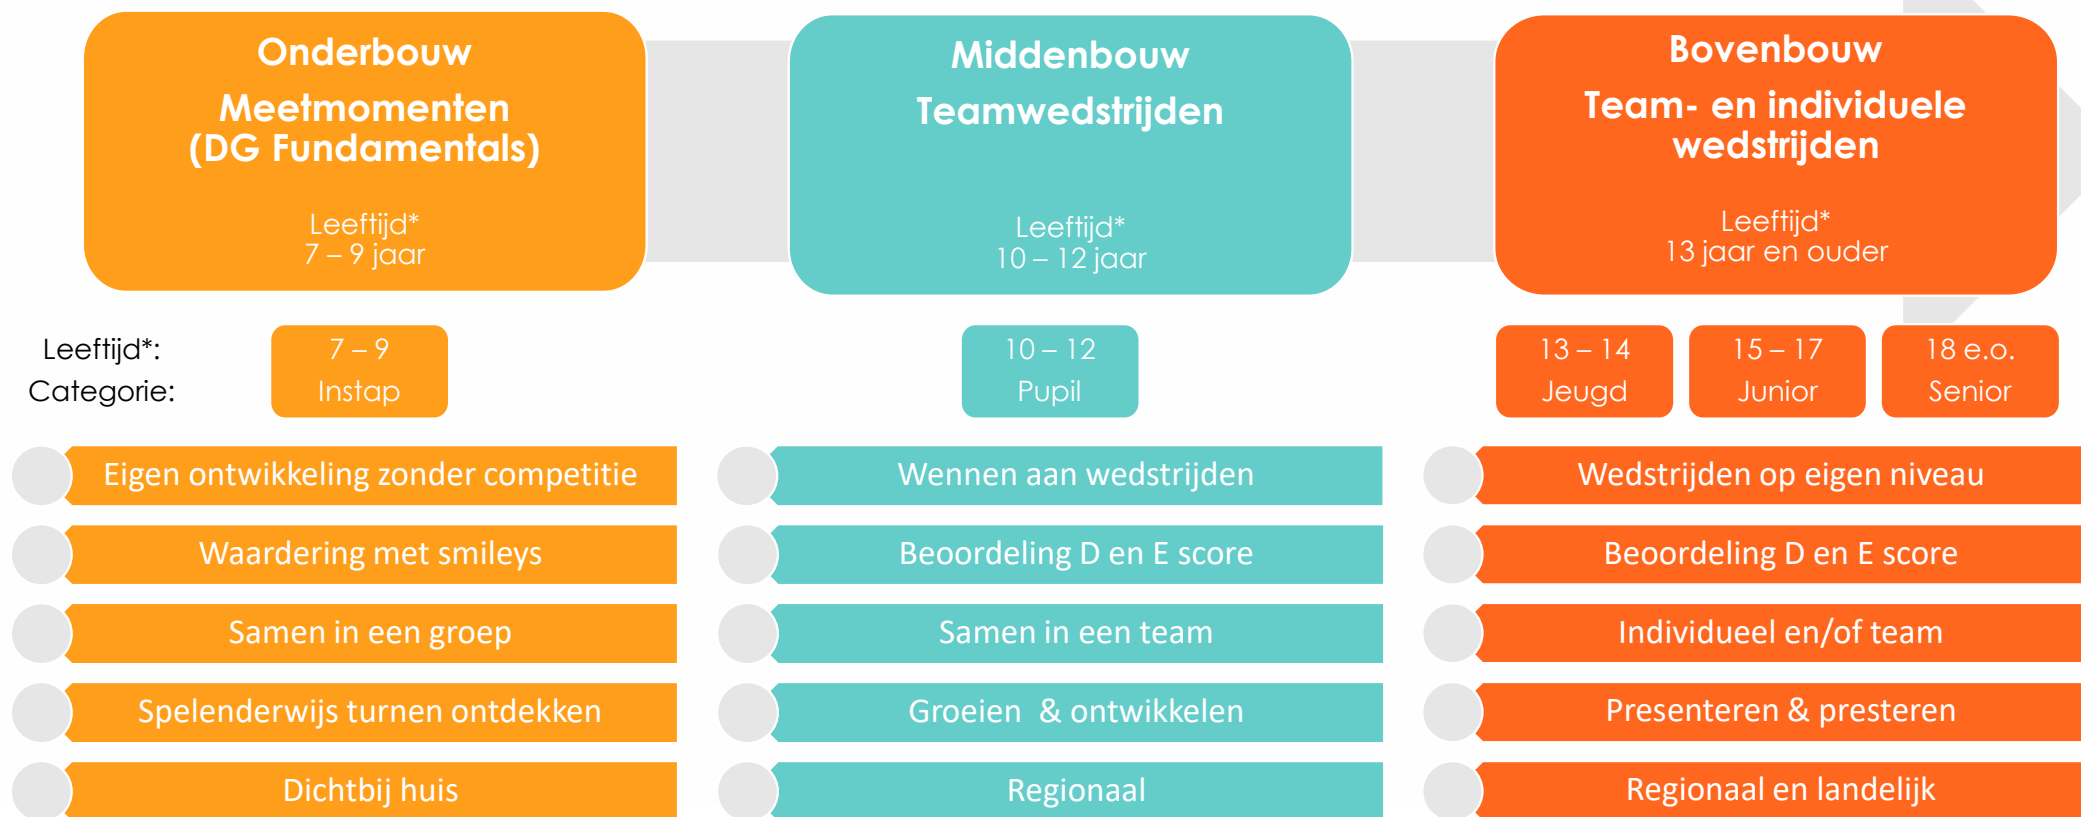 Onderbouw
Meetmomenten
(DG Fundamentals)
Leeftijd*
7 – 9 jaar
Middenbouw
Teamwedstrijden
Leeftijd*
10 – 12 jaar
Bovenbouw
Team- en individuele
wedstrijden
Leeftijd*
13 jaar en ouder
Leeftijd*:
Categorie:
7 – 9
Instap
10 – 12
Pupil
13 – 14
Jeugd
15 – 17
Junior
18 e.o.
Senior
Eigen ontwikkeling zonder competitie
Waardering met smileys
Samen in een groep
Spelenderwijs turnen ontdekken
Dichtbij huis
Wennen aan wedstrijden
Beoordeling D en E score
Samen in een team
Groeien & ontwikkelen
Regionaal
Wedstrijden op eigen niveau
Beoordeling D en E score
Individueel en/of team
Presenteren & presteren
Regionaal en landelijk